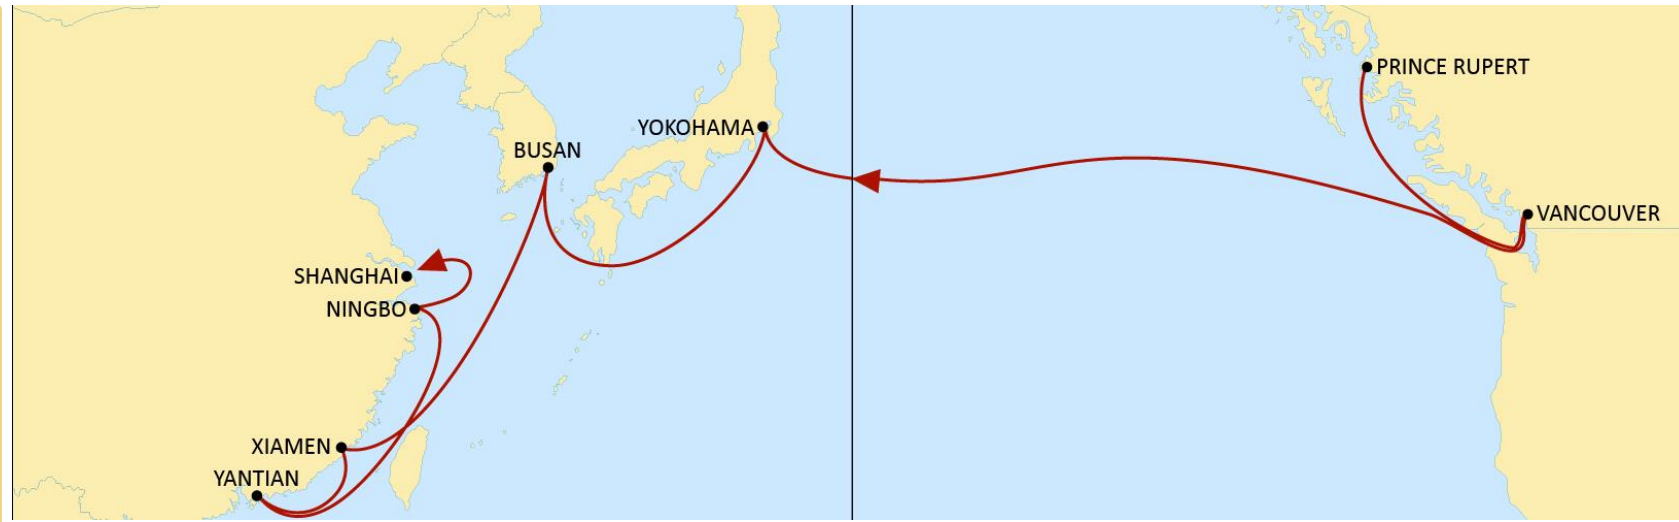 PRINCE RUPERT
YOKOHAMA
BUSAN
VANCOUVER
SHANGHAI
NINGBO
XIAMEN
YANTIAN